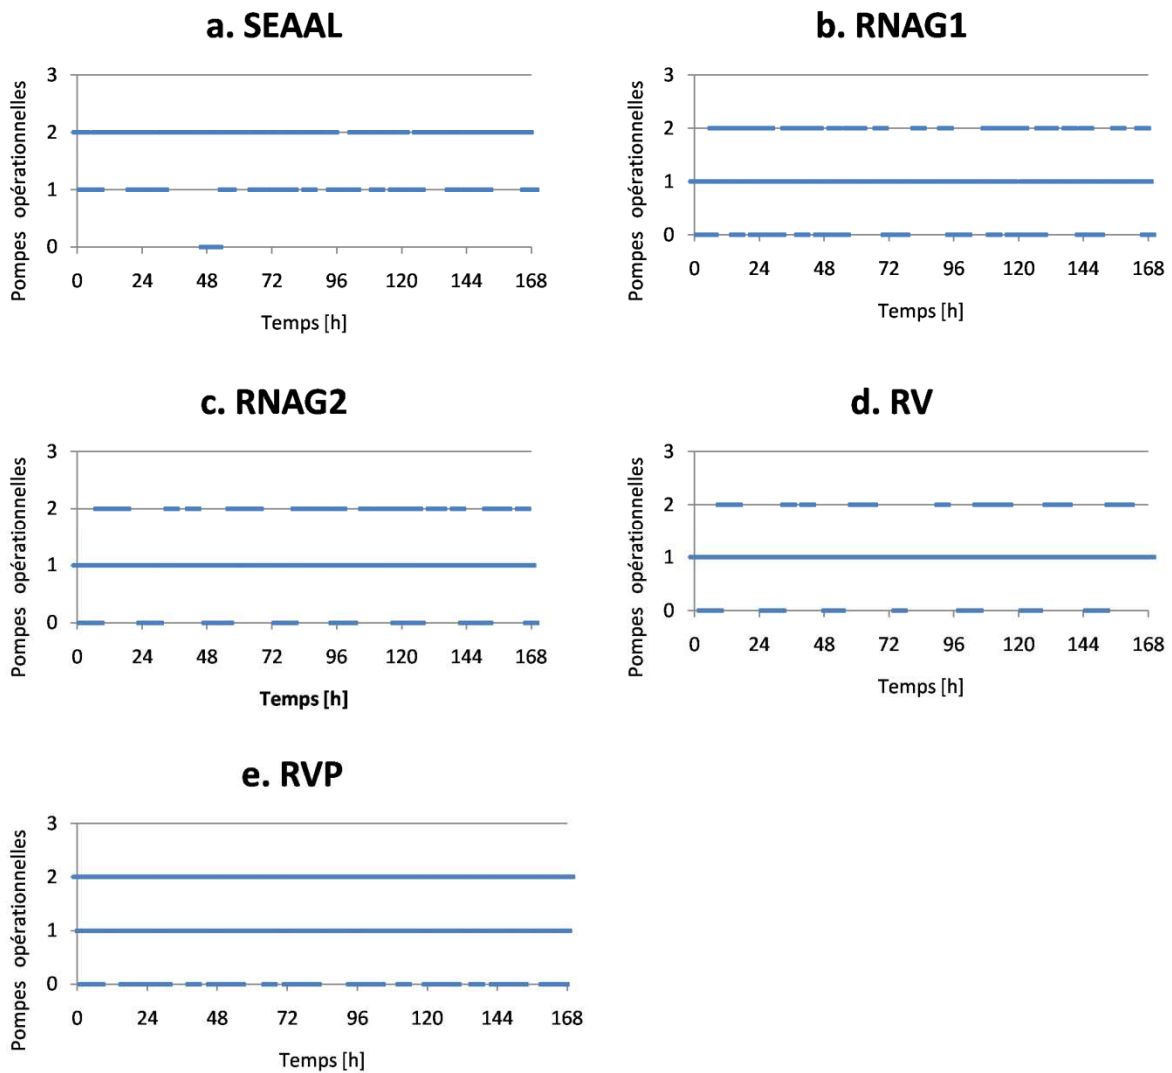 a. SEAAL
Pompes opérationnelles
3
2
1
0
0 24 48 72 96 120 144 168
Temps [h]
b. RNAG1
Pompes opérationnelles
3
2
1
0
0 24 48 72 96 120 144 168
Temps [h]
c. RNAG2
Pompes opérationnelles
3
2
1
0
0 24 48 72 96 120 144 168
Temps [h]
d. RV
Pompes opérationnelles
3
2
1
0
0 24 48 72 96 120 144 168
Temps [h]
e. RVP
Pompes opérationnelles
3
2
1
0
0 24 48 72 96 120 144 168
Temps [h]